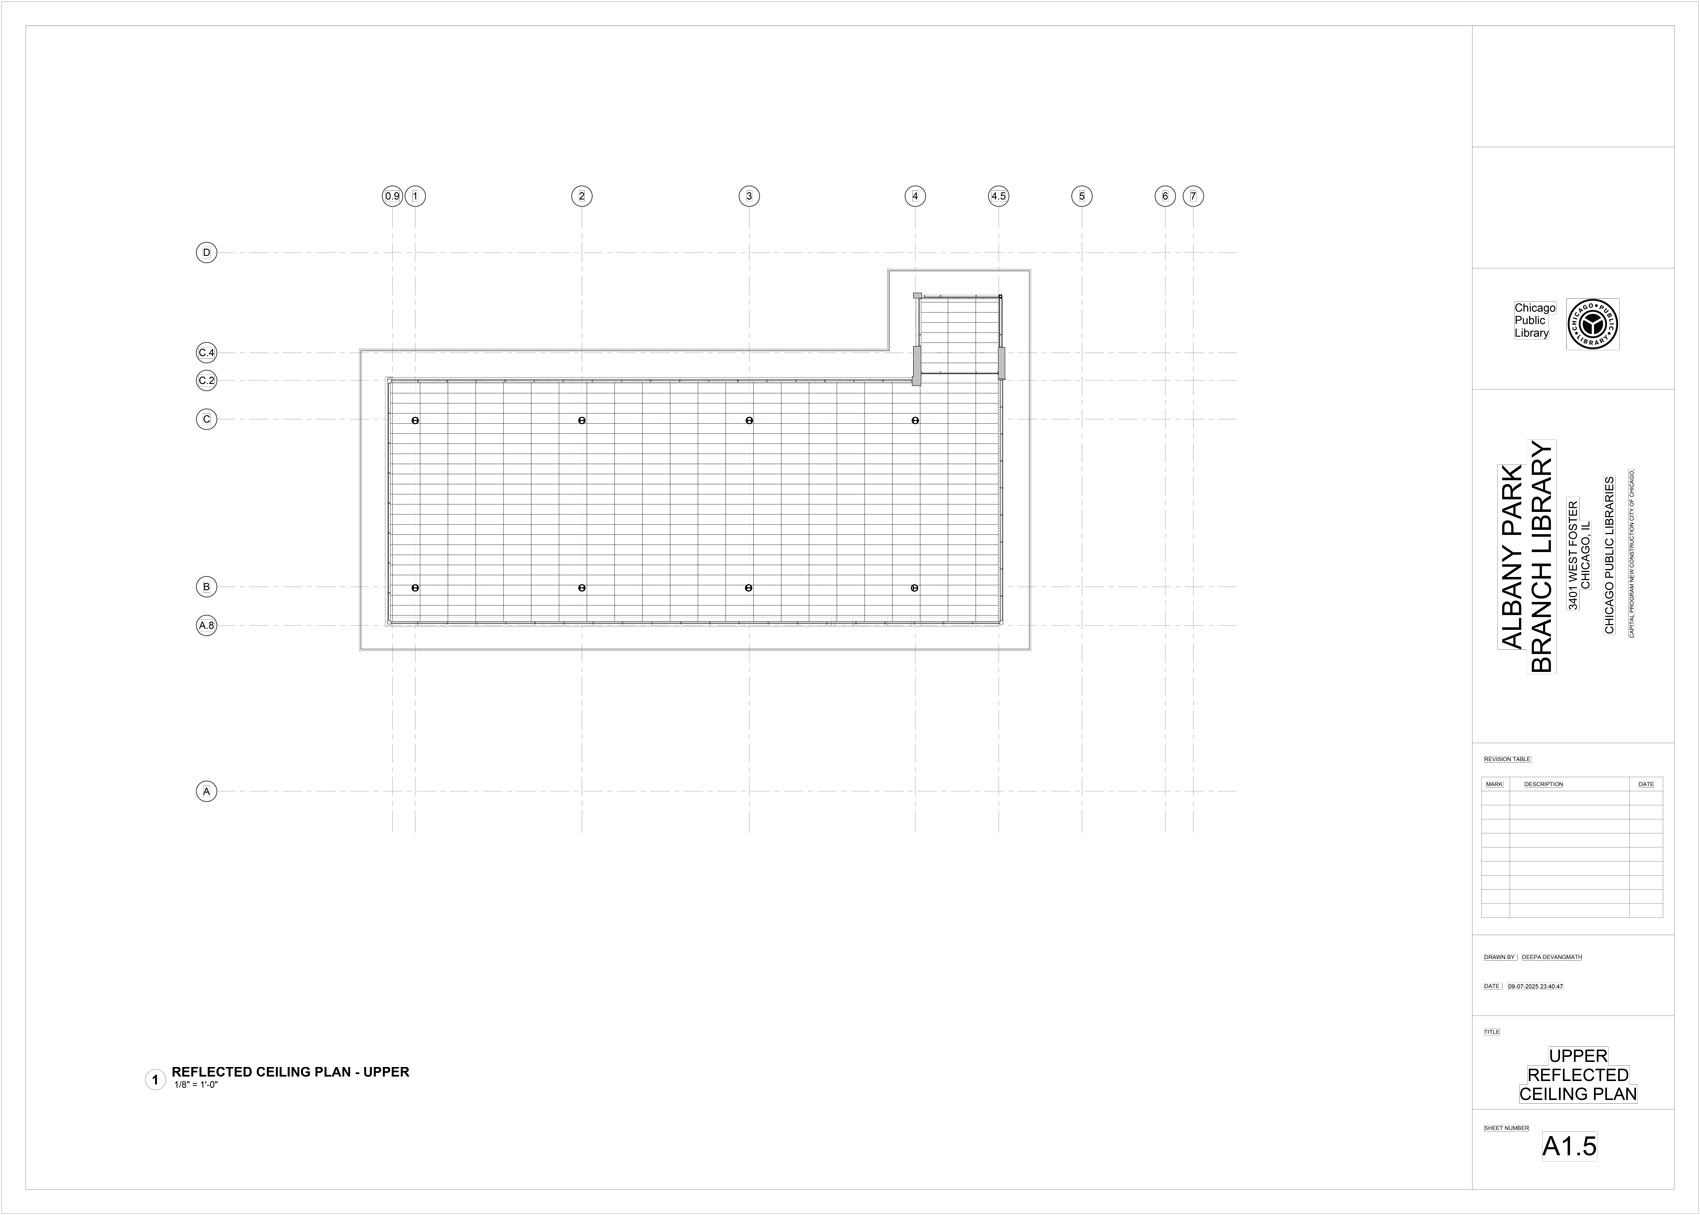 0.9 1 2 3 4 4.5 5 6 7
D
C.4
C.2
C
B
A.8
A
1 REFLECTED CEILING PLAN - UPPER
1/8" = 1'-0"
Chicago
Public
Library
CHICAGO PUBLIC
LIBRARY
ALBANY PARK
BRANCH LIBRARY
3401 WEST FOSTER
CHICAGO, IL
CHICAGO PUBLIC LIBRARIES
CAPITAL PROGRAM NEW CONSTRUCTION CITY OF CHICAGO,
REVISION TABLE
MARK DESCRIPTION DATE
DRAWN BY DEEPA DEVANGMATH
DATE 09-07-2025 23:40:47
TITLE
UPPER
REFLECTED
CEILING PLAN
SHEET NUMBER
A1.5